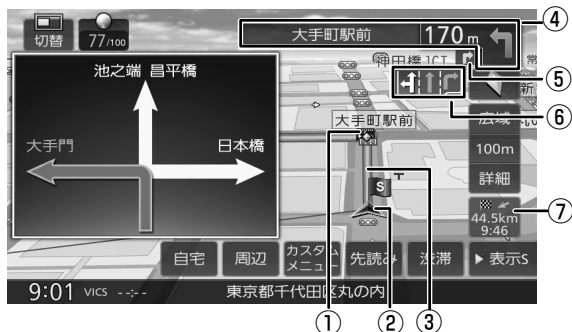 切替
77/100
大手町駅前 170m
④
神田橋JCT
⑤
⑥
池之端 昌平橋
大手門
日本橋
大手町駅前
広域
100m
詳細
S
44.5km
9:46
⑦
自宅
周辺
カスタム
メニュー
先読み
渋滞
▶表示S
9:01 VICS --:--
東京都千代田区丸の内
①
②
③